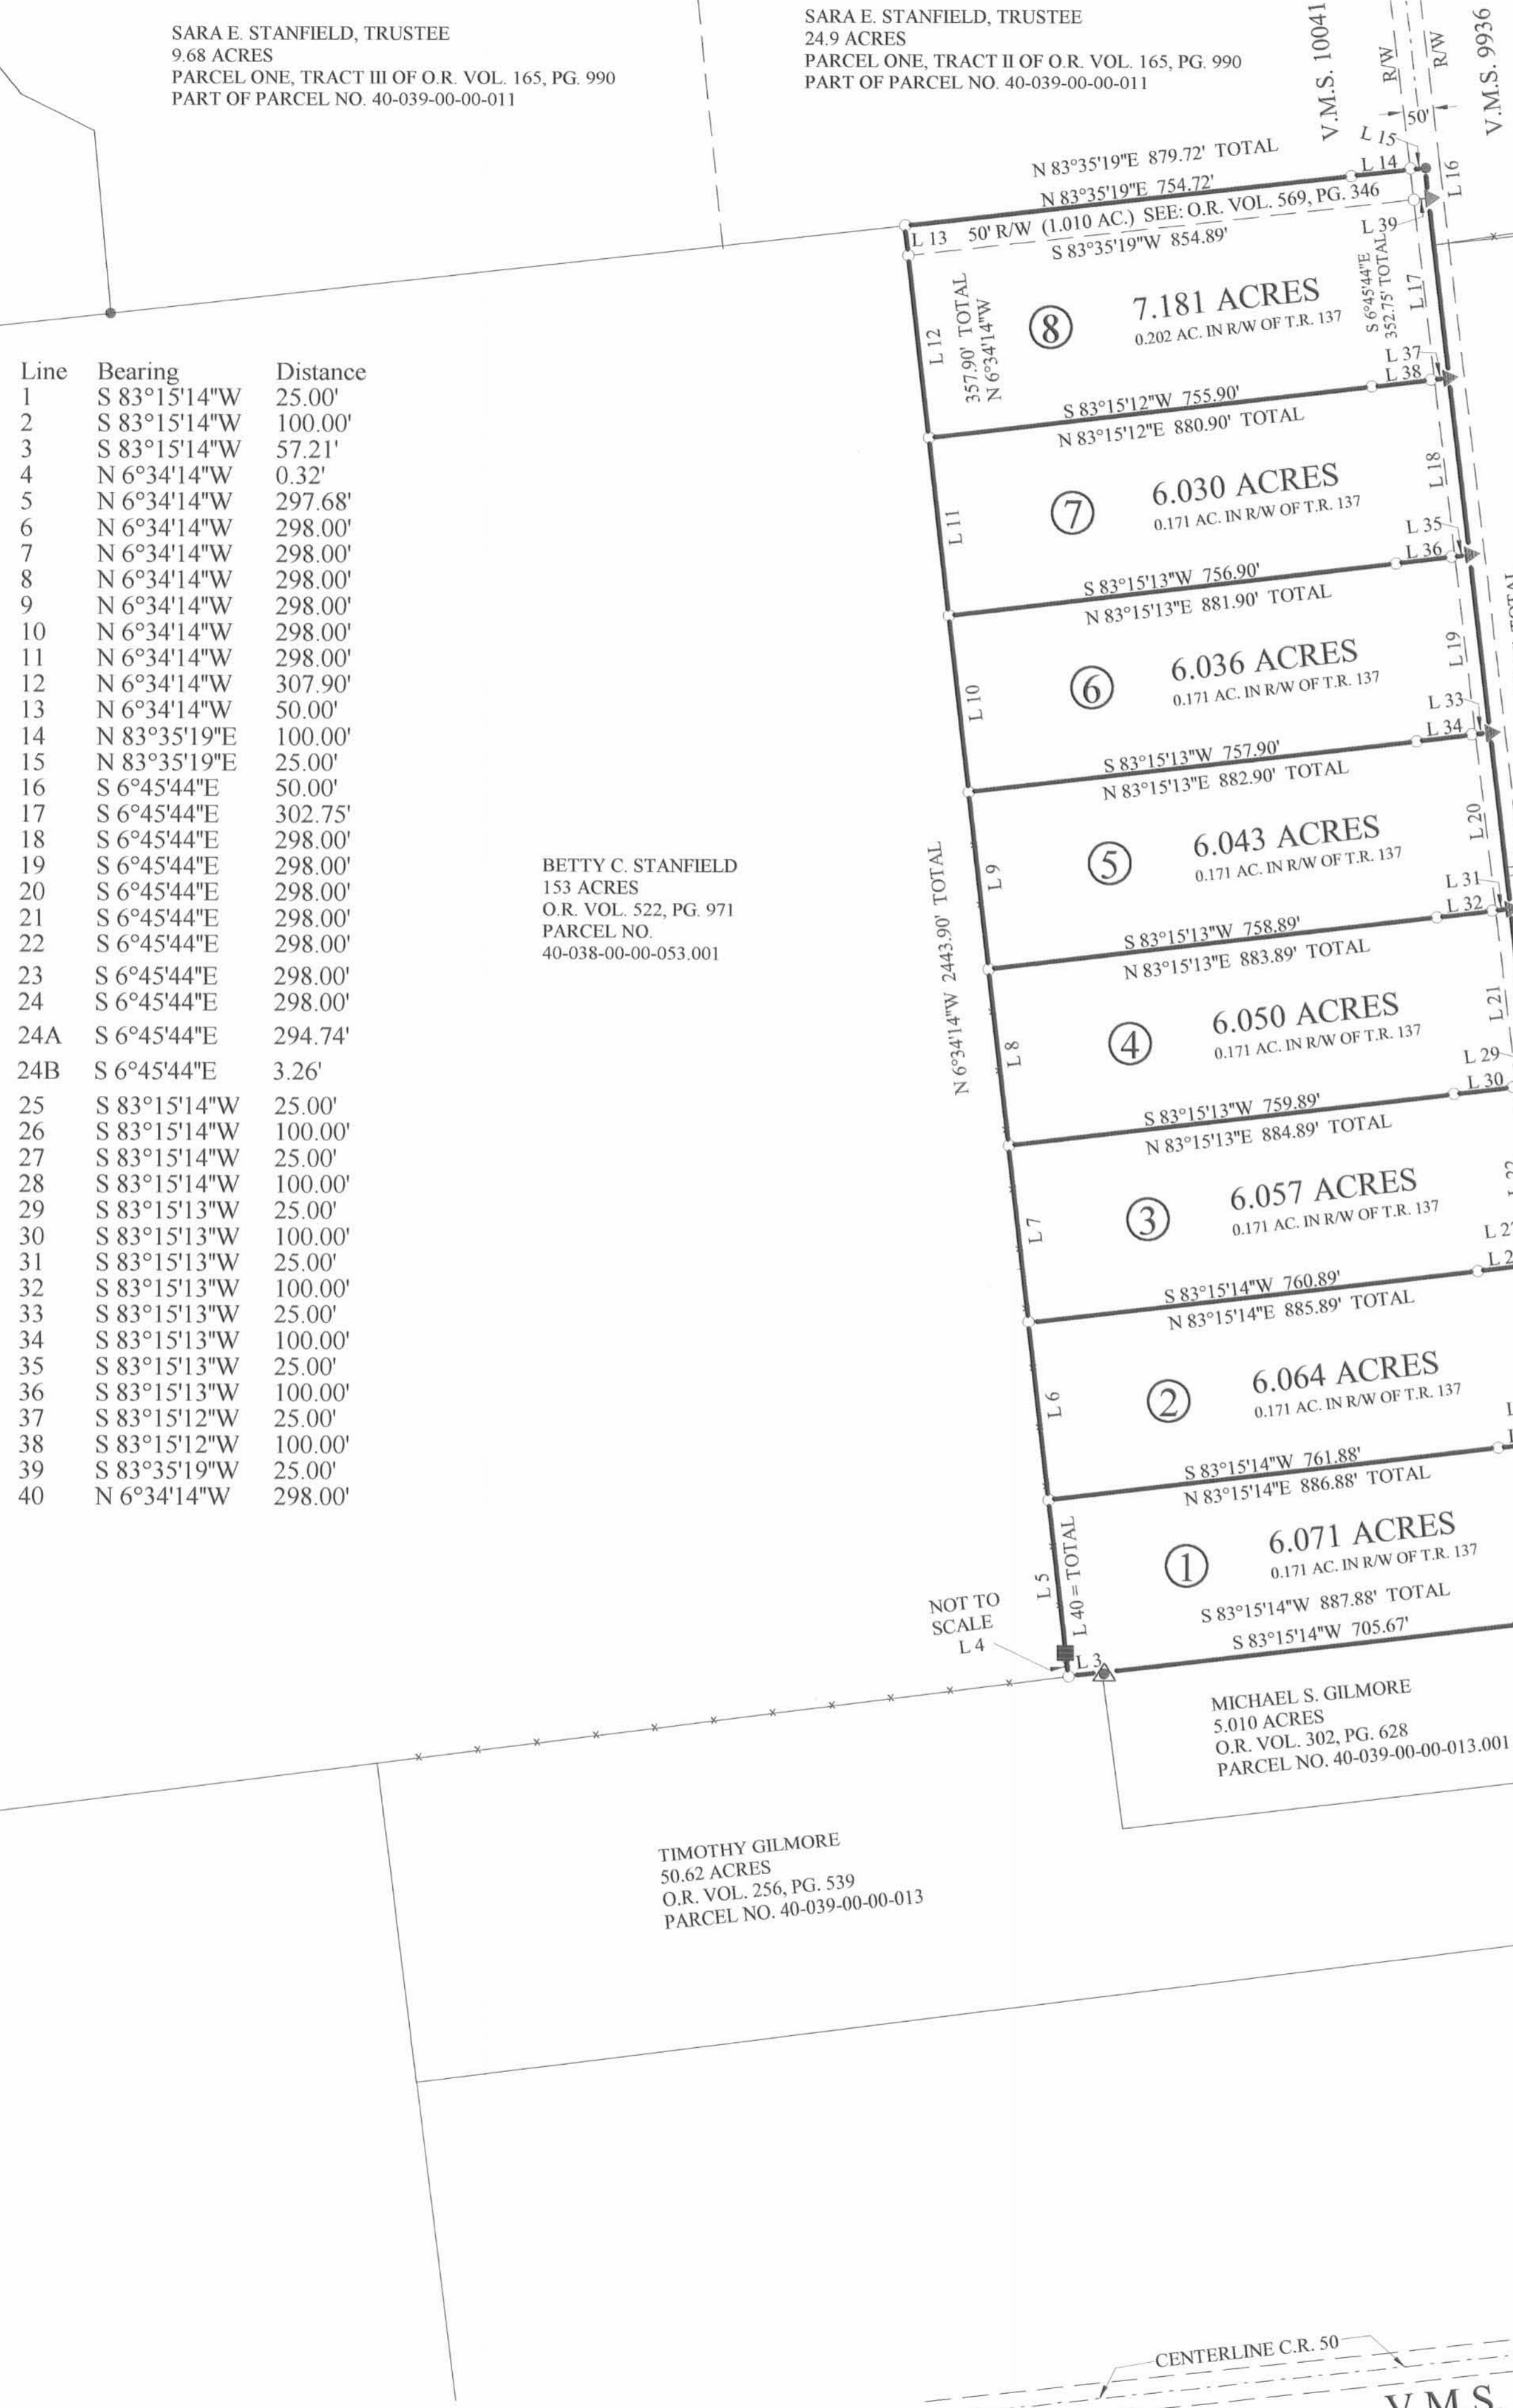 SARA E. STANFIELD, TRUSTEE
9.68 ACRES
PARCEL ONE, TRACT III OF O.R. VOL. 165, PG. 990
PART OF PARCEL NO. 40-039-00-00-011
SARA E. STANFIELD, TRUSTEE
24.9 ACRES
PARCEL ONE, TRACT II OF O.R. VOL. 165, PG. 990
PART OF PARCEL NO. 40-039-00-00-011
V.M.S. 10041
R/W
R/W
V.M.S. 9936
50'
L 15
L 14
L 16
N 83°35'19"E 879.72' TOTAL
N 83°35'19"E 754.72'
L 13
50' R/W (1.010 AC.) SEE: O.R. VOL. 569, PG. 346
S 83°35'19"W 854.89'
L 39
L 12
357.90' TOTAL
N 6°34'14"W
8
7.181 ACRES
0.202 AC. IN R/W OF T.R. 137
S 6°45'44"E
352.75' TOTAL
L 17
L 37
L 38
S 83°15'12"W 755.90'
N 83°15'12"E 880.90' TOTAL
L 11
7
6.030 ACRES
0.171 AC. IN R/W OF T.R. 137
L 18
L 35
L 36
S 83°15'13"W 756.90'
N 83°15'13"E 881.90' TOTAL
L 10
6
6.036 ACRES
0.171 AC. IN R/W OF T.R. 137
L 19
L 33
L 34
S 83°15'13"W 757.90'
N 83°15'13"E 882.90' TOTAL
N 6°34'14"W 2443.90' TOTAL
L 9
5
6.043 ACRES
0.171 AC. IN R/W OF T.R. 137
L 20
L 31
L 32
S 83°15'13"W 758.89'
N 83°15'13"E 883.89' TOTAL
L 8
4
6.050 ACRES
0.171 AC. IN R/W OF T.R. 137
L 21
L 29
L 30
S 83°15'13"W 759.89'
N 83°15'13"E 884.89' TOTAL
L 7
3
6.057 ACRES
0.171 AC. IN R/W OF T.R. 137
S 83°15'14"W 760.89'
N 83°15'14"E 885.89' TOTAL
L 6
2
6.064 ACRES
0.171 AC. IN R/W OF T.R. 137
S 83°15'14"W 761.88'
N 83°15'14"E 886.88' TOTAL
L 5
L 40 = TOTAL
1
6.071 ACRES
0.171 AC. IN R/W OF T.R. 137
S 83°15'14"W 887.88' TOTAL
S 83°15'14"W 705.67'
NOT TO
SCALE
L 4
L 3
Line Bearing Distance
1 S 83°15'14"W 25.00'
2 S 83°15'14"W 100.00'
3 S 83°15'14"W 57.21'
4 N 6°34'14"W 0.32'
5 N 6°34'14"W 297.68'
6 N 6°34'14"W 298.00'
7 N 6°34'14"W 298.00'
8 N 6°34'14"W 298.00'
9 N 6°34'14"W 298.00'
10 N 6°34'14"W 298.00'
11 N 6°34'14"W 298.00'
12 N 6°34'14"W 307.90'
13 N 6°34'14"W 50.00'
14 N 83°35'19"E 100.00'
15 N 83°35'19"E 25.00'
16 S 6°45'44"E 50.00'
17 S 6°45'44"E 302.75'
18 S 6°45'44"E 298.00'
19 S 6°45'44"E 298.00'
20 S 6°45'44"E 298.00'
21 S 6°45'44"E 298.00'
22 S 6°45'44"E 298.00'
23 S 6°45'44"E 298.00'
24 S 6°45'44"E 298.00'
24A S 6°45'44"E 294.74'
24B S 6°45'44"E 3.26'
25 S 83°15'14"W 25.00'
26 S 83°15'14"W 100.00'
27 S 83°15'14"W 25.00'
28 S 83°15'14"W 100.00'
29 S 83°15'13"W 25.00'
30 S 83°15'13"W 100.00'
31 S 83°15'13"W 25.00'
32 S 83°15'13"W 100.00'
33 S 83°15'13"W 25.00'
34 S 83°15'13"W 100.00'
35 S 83°15'13"W 25.00'
36 S 83°15'13"W 100.00'
37 S 83°15'12"W 25.00'
38 S 83°15'12"W 100.00'
39 S 83°35'19"W 25.00'
40 N 6°34'14"W 298.00'
BETTY C. STANFIELD
153 ACRES
O.R. VOL. 522, PG. 971
PARCEL NO.
40-038-00-00-053.001
MICHAEL S. GILMORE
5.010 ACRES
O.R. VOL. 302, PG. 628
PARCEL NO. 40-039-00-00-013.001
TIMOTHY GILMORE
50.62 ACRES
O.R. VOL. 256, PG. 539
PARCEL NO. 40-039-00-00-013
CENTERLINE C.R. 50
V.M.S.